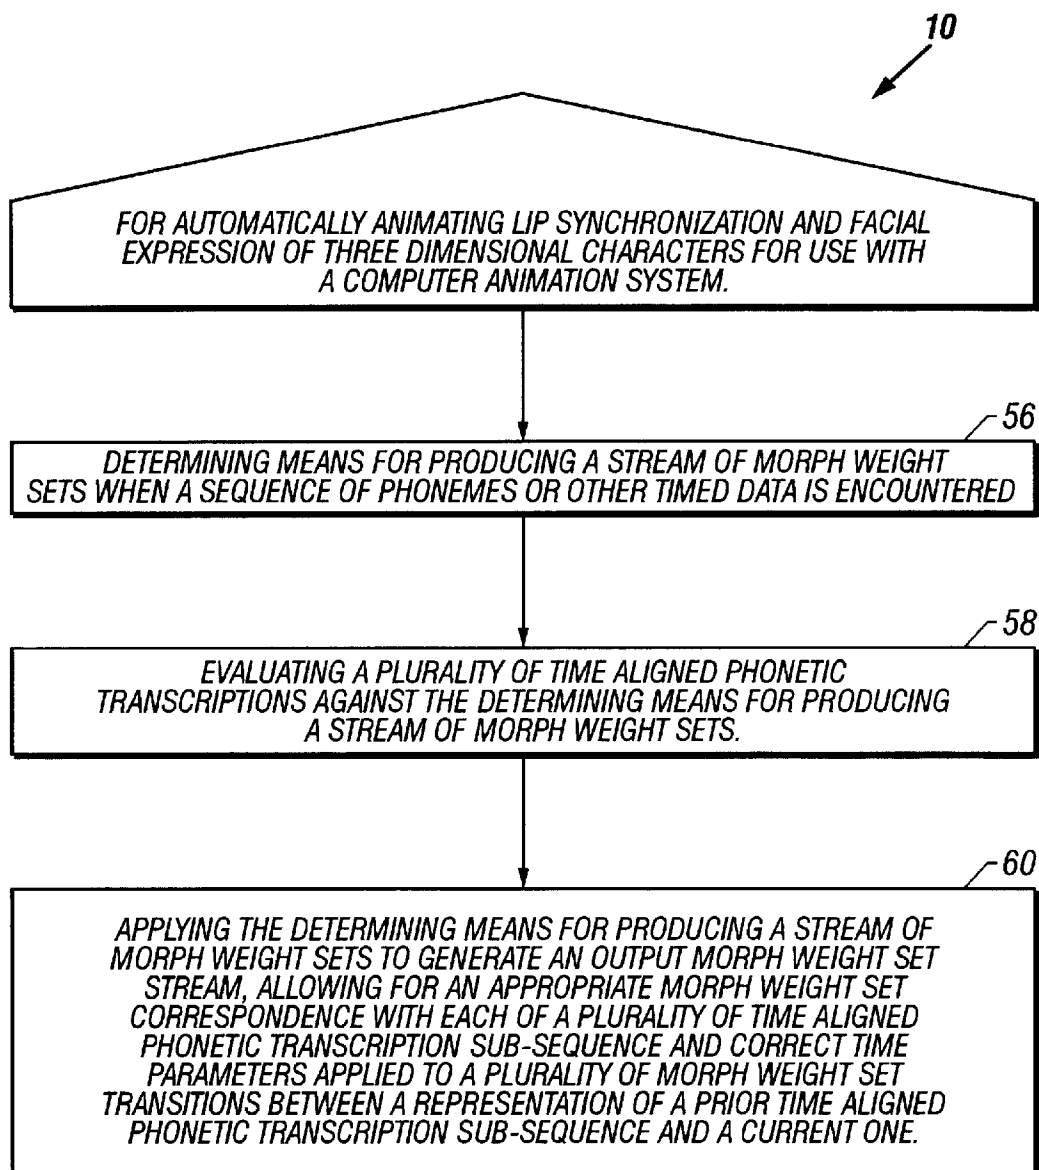 10
FOR AUTOMATICALLY ANIMATING LIP SYNCHRONIZATION AND FACIAL
EXPRESSION OF THREE DIMENSIONAL CHARACTERS FOR USE WITH
A COMPUTER ANIMATION SYSTEM.
56
DETERMINING MEANS FOR PRODUCING A STREAM OF MORPH WEIGHT
SETS WHEN A SEQUENCE OF PHONEMES OR OTHER TIMED DATA IS ENCOUNTERED
58
EVALUATING A PLURALITY OF TIME ALIGNED PHONETIC
TRANSCRIPTIONS AGAINST THE DETERMINING MEANS FOR PRODUCING
A STREAM OF MORPH WEIGHT SETS.
60
APPLYING THE DETERMINING MEANS FOR PRODUCING A STREAM OF
MORPH WEIGHT SETS TO GENERATE AN OUTPUT MORPH WEIGHT SET
STREAM, ALLOWING FOR AN APPROPRIATE MORPH WEIGHT SET
CORRESPONDENCE WITH EACH OF A PLURALITY OF TIME ALIGNED
PHONETIC TRANSCRIPTION SUB-SEQUENCE AND CORRECT TIME
PARAMETERS APPLIED TO A PLURALITY OF MORPH WEIGHT SET
TRANSITIONS BETWEEN A REPRESENTATION OF A PRIOR TIME ALIGNED
PHONETIC TRANSCRIPTION SUB-SEQUENCE AND A CURRENT ONE.